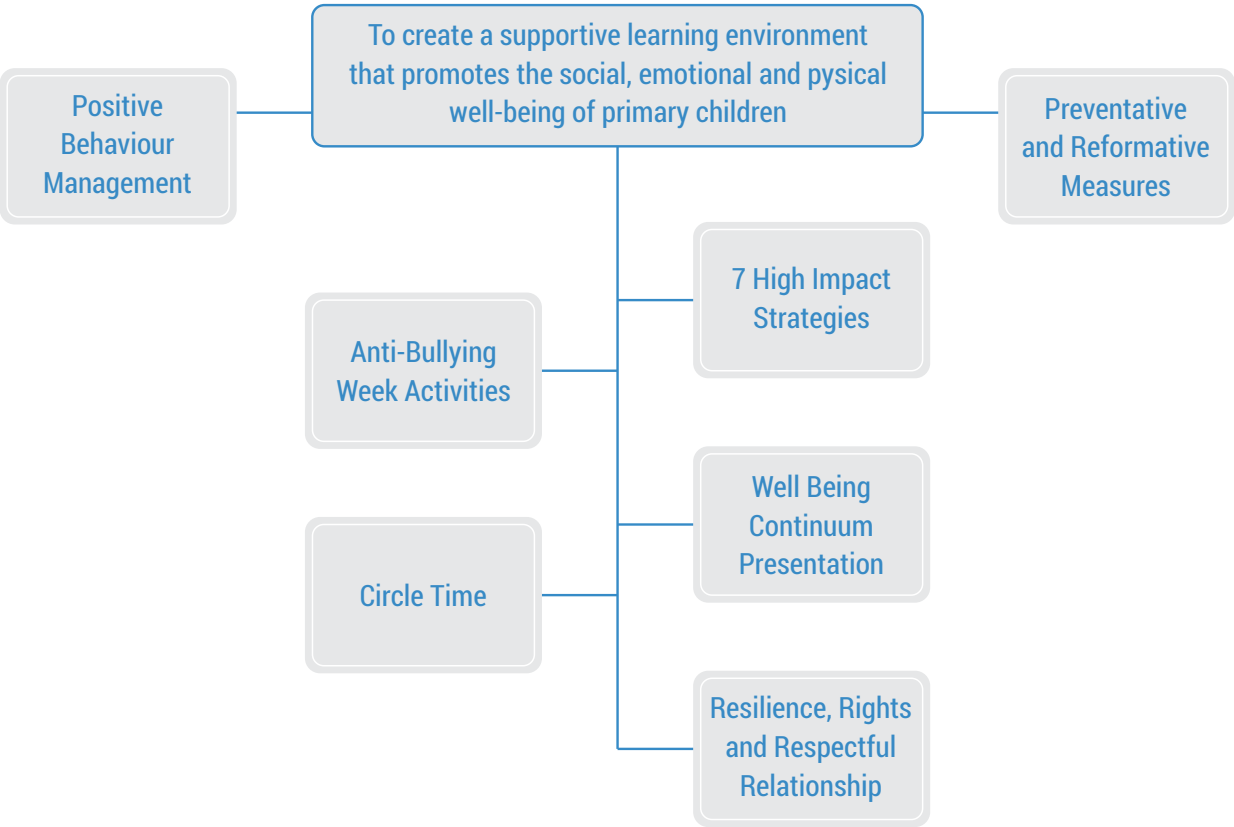 To create a supportive learning environment
that promotes the social, emotional and pysical
well-being of primary children
Positive
Behaviour
Management
Preventative
and Reformative
Measures
7 High Impact
Strategies
Anti-Bullying
Week Activities
Well Being
Continuum
Presentation
Circle Time
Resilience, Rights
and Respectful
Relationship